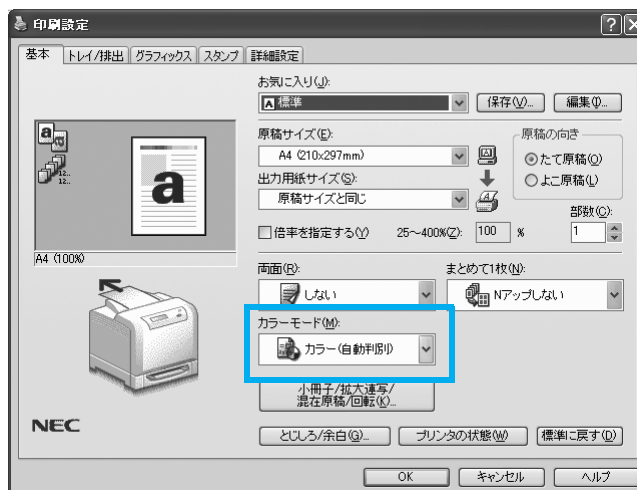 印刷設定
基本 トレイ/排出 グラフィックス スタンプ 詳細設定
お気に入り(J):
標準 保存(V)... 編集(I)...
原稿サイズ(E):
A4 (210x297mm)
出力用紙サイズ(S):
原稿サイズと同じ
原稿の向き
たて原稿(O)
よこ原稿(L)
倍率を指定する(Y) 25～400%(Z): 100 %
部数(C):
1
a
a
12..
12..
a
A4 (100%)
両面(R):
しない
まとめて1枚(N):
Nアップしない
カラーモード(M):
カラー(自動判別)
小冊子/拡大連写/
混在原稿/回転(K)...
NEC
とじしろ/余白(G)... プリンタの状態(W) 標準に戻す(D)
OK キャンセル ヘルプ